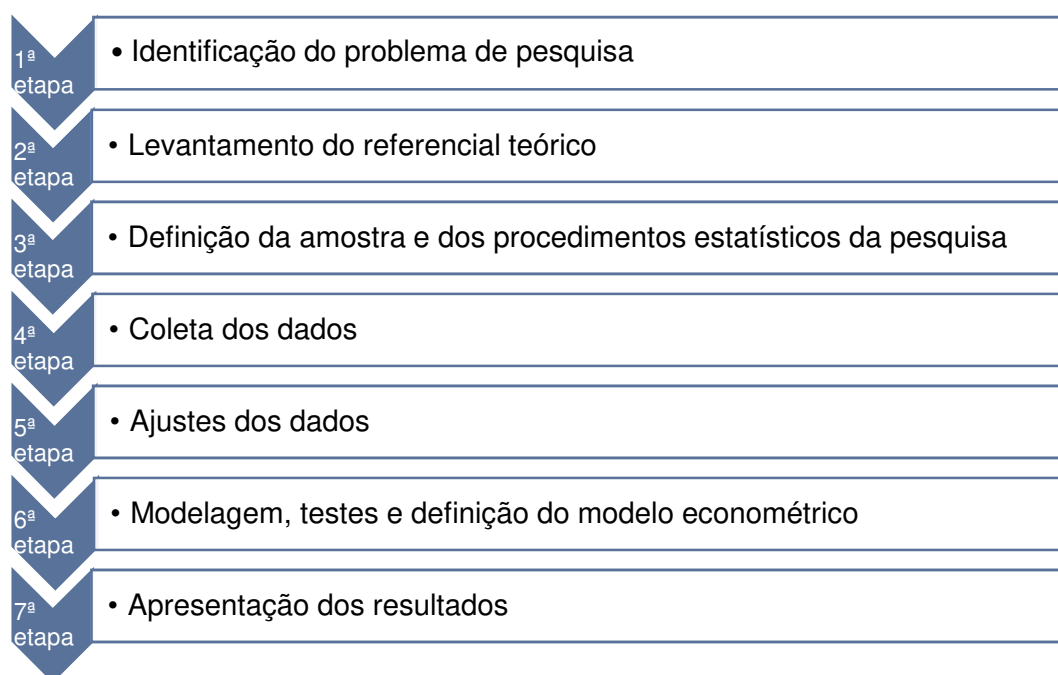 1ª
etapa
• Identificação do problema de pesquisa
2ª
etapa
• Levantamento do referencial teórico
3ª
etapa
• Definição da amostra e dos procedimentos estatísticos da pesquisa
4ª
etapa
• Coleta dos dados
5ª
etapa
• Ajustes dos dados
6ª
etapa
• Modelagem, testes e definição do modelo econométrico
7ª
etapa
• Apresentação dos resultados